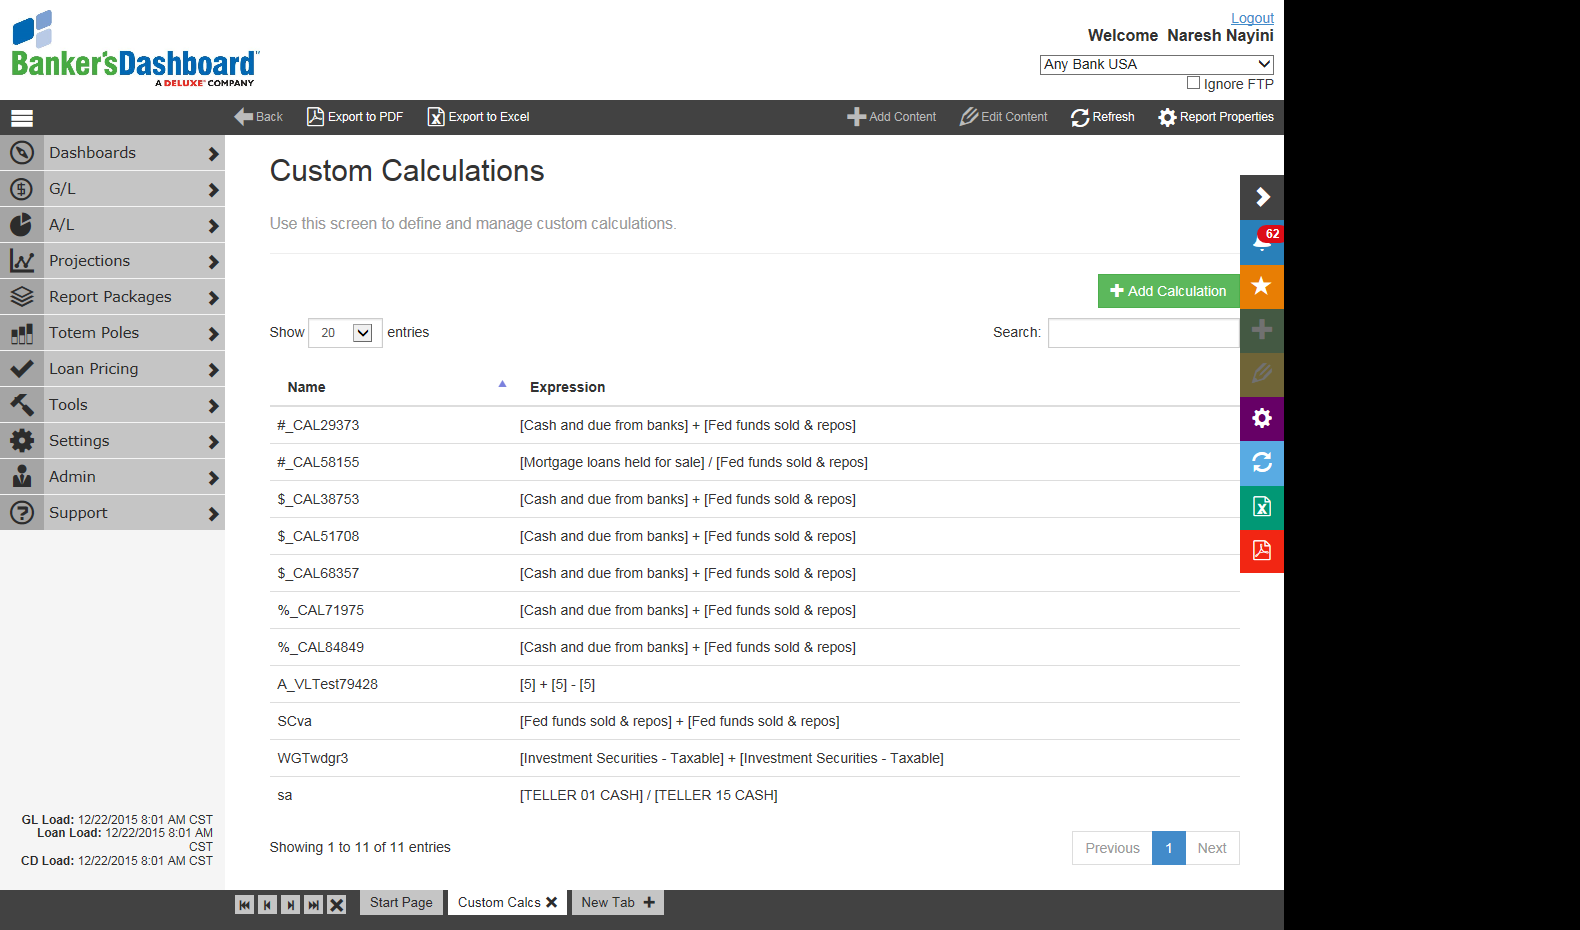 Banker'sDashboard
A DELUXE COMPANY
Logout
Welcome Naresh Nayini
Any Bank USA
Ignore FTP
Back
Export to PDF
Export to Excel
Add Content
Edit Content
Refresh
Report Properties
Dashboards
G/L
A/L
Projections
Report Packages
Totem Poles
Loan Pricing
Tools
Settings
Admin
Support
GL Load: 12/22/2015 8:01 AM CST
Loan Load: 12/22/2015 8:01 AM
CST
CD Load: 12/22/2015 8:01 AM CST
Custom Calculations
Use this screen to define and manage custom calculations.
Add Calculation
Show 20 entries
Search:
Name Expression
#_CAL29373 [Cash and due from banks] + [Fed funds sold & repos]
#_CAL58155 [Mortgage loans held for sale] / [Fed funds sold & repos]
$_CAL38753 [Cash and due from banks] + [Fed funds sold & repos]
$_CAL51708 [Cash and due from banks] + [Fed funds sold & repos]
$_CAL68357 [Cash and due from banks] + [Fed funds sold & repos]
%_CAL71975 [Cash and due from banks] + [Fed funds sold & repos]
%_CAL84849 [Cash and due from banks] + [Fed funds sold & repos]
A_VLTest79428 [5] + [5] - [5]
SCva [Fed funds sold & repos] + [Fed funds sold & repos]
WGTwdgr3 [Investment Securities - Taxable] + [Investment Securities - Taxable]
sa [TELLER 01 CASH] / [TELLER 15 CASH]
Showing 1 to 11 of 11 entries
Previous 1 Next
62
Start Page
Custom Calcs
New Tab